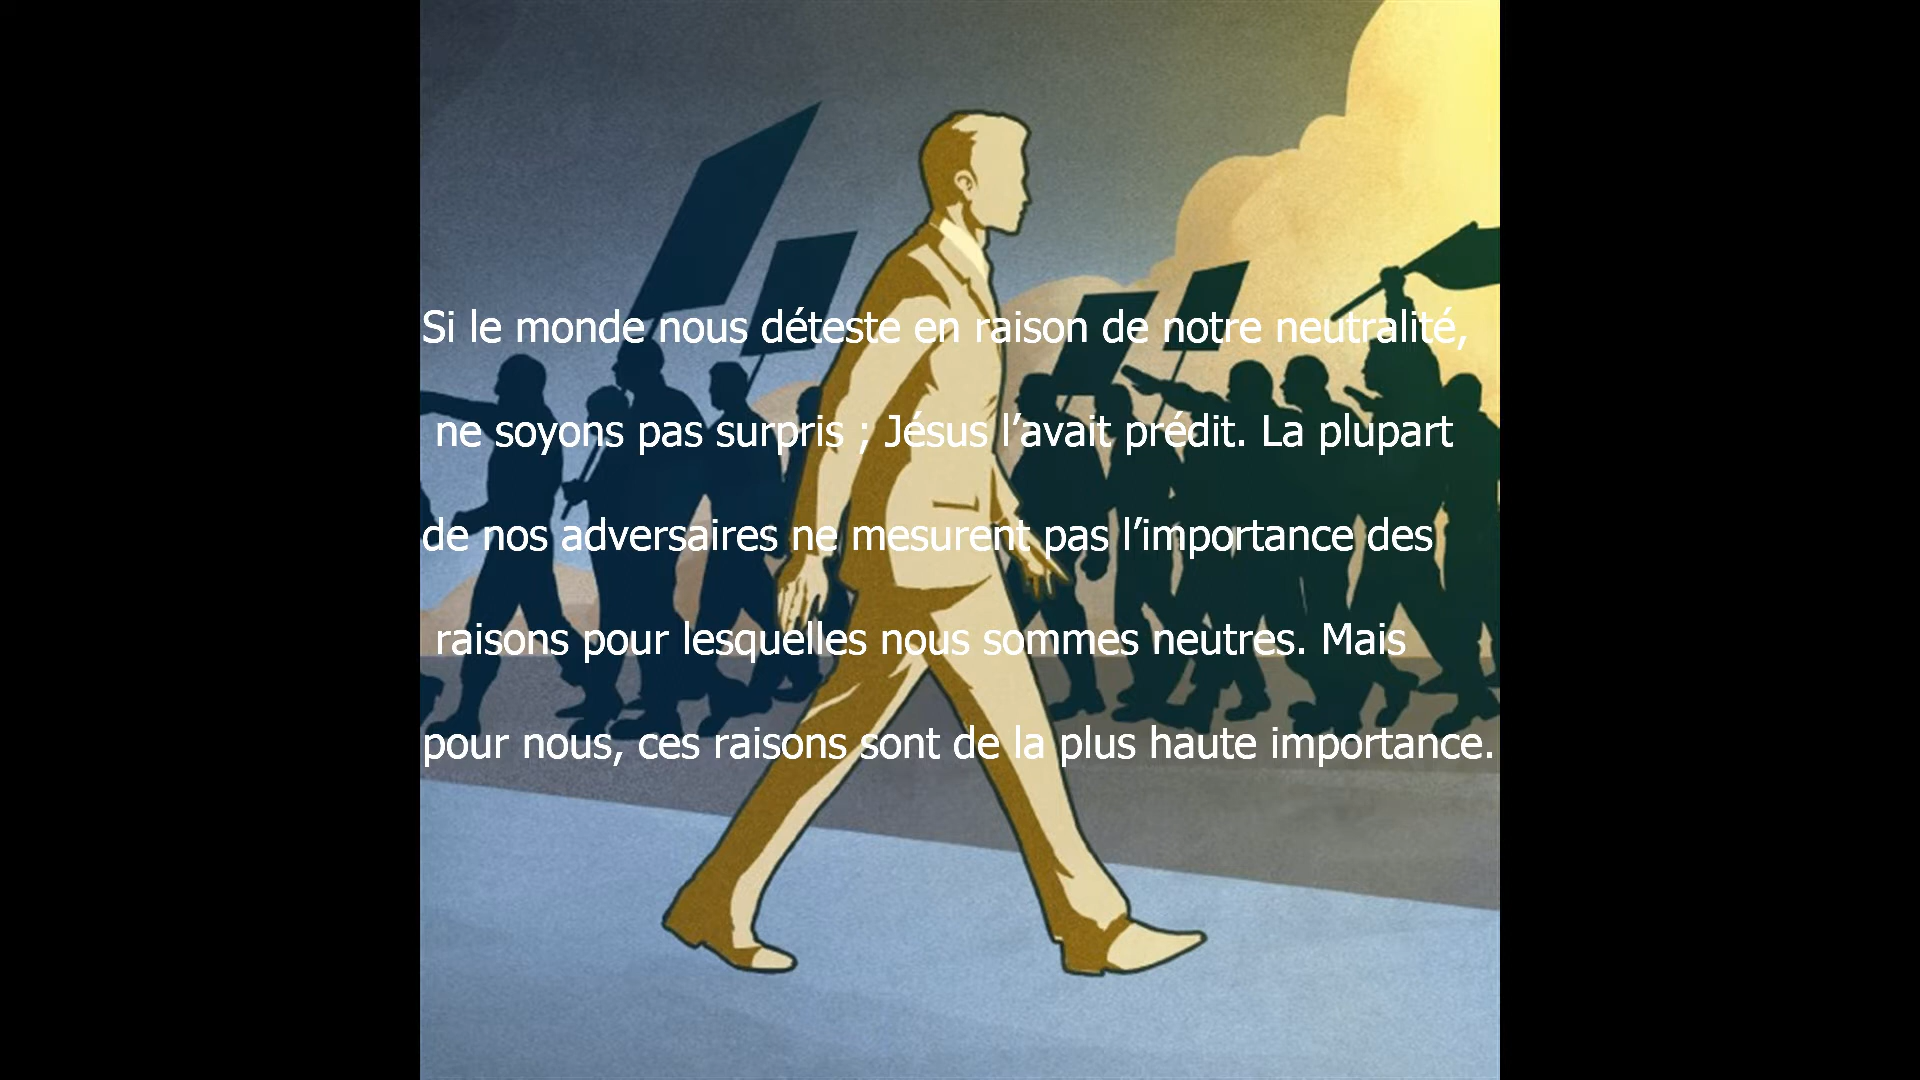 Si le monde nous déteste en raison de notre neutralité,
ne soyons pas surpris ; Jésus l’avait prédit. La plupart
de nos adversaires ne mesurent pas l’importance des
raisons pour lesquelles nous sommes neutres. Mais
pour nous, ces raisons sont de la plus haute importance.